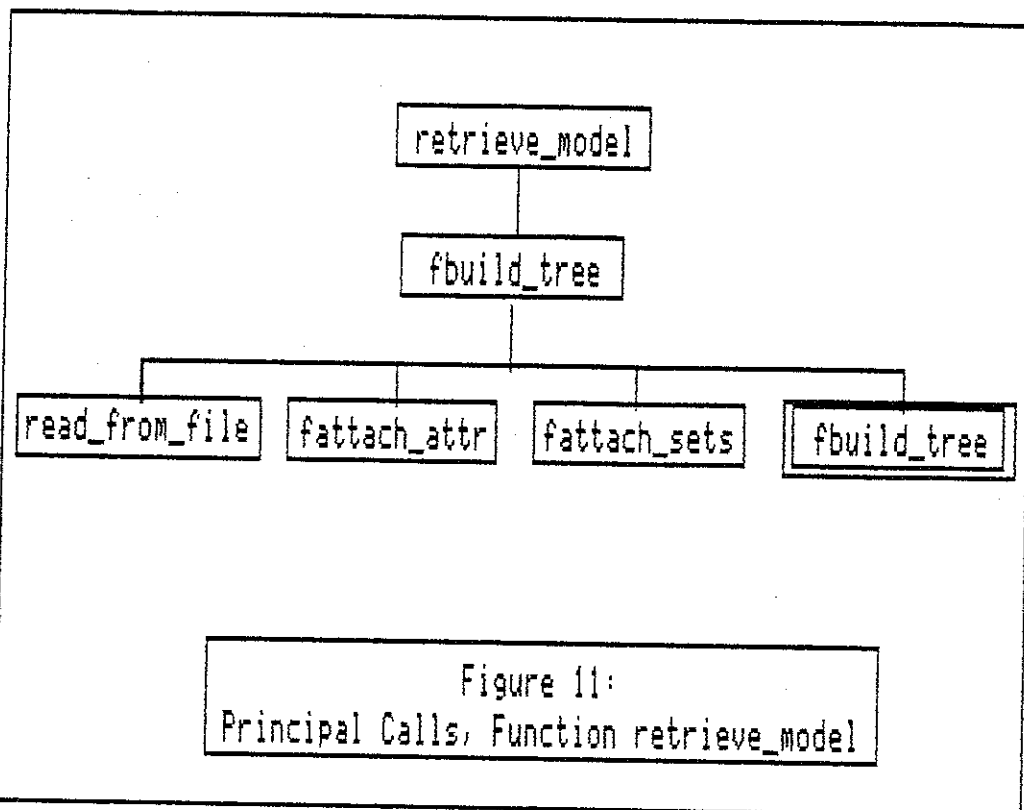 retrieve_model
fbuild_tree
read_from_file
fattach_attr
fattach_sets
fbuild_tree
Figure 11:
Principal Calls, Function retrieve_model